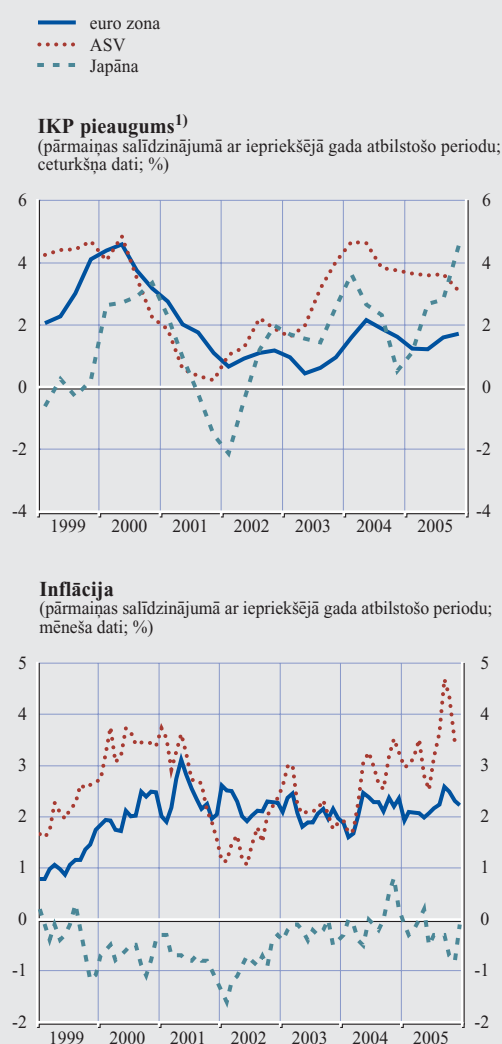 euro zona
ASV
Japāna
IKP pieaugums1)
(pārmaiņas salīdzinājumā ar iepriekšējā gada atbilstošo periodu;
ceturkšņa dati; %)
6 6
4 4
2 2
0 0
-2 -2
-4 -4
1999 2000 2001 2002 2003 2004 2005
Inflācija
(pārmaiņas salīdzinājumā ar iepriekšējā gada atbilstošo periodu;
mēneša dati; %)
5 5
4 4
3 3
2 2
1 1
0 0
-1 -1
-2 -2
1999 2000 2001 2002 2003 2004 2005